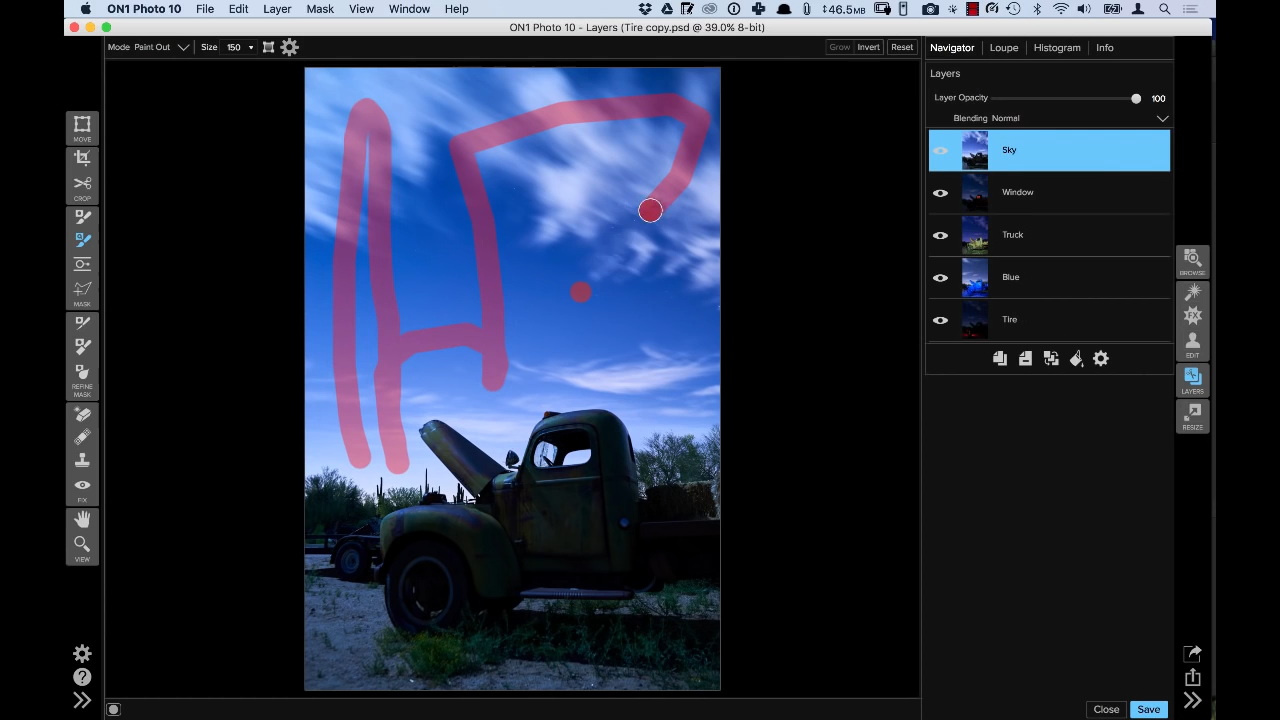 ON1 Photo 10 File Edit Layer Mask View Window Help 46.5MB
ON1 Photo 10 - Layers (Tire copy.psd @ 39.0% 8-bit)
Mode Paint Out Size 150 Grow Invert Reset
Navigator Loupe Histogram Info
Layers
Layer Opacity 100
Blending Normal
Sky
Window
Truck
Blue
Tire
MOVE
CROP
MASK
REFINE
MASK
FIX
VIEW
BROWSE
FX
EDIT
LAYERS
RESIZE
Close Save